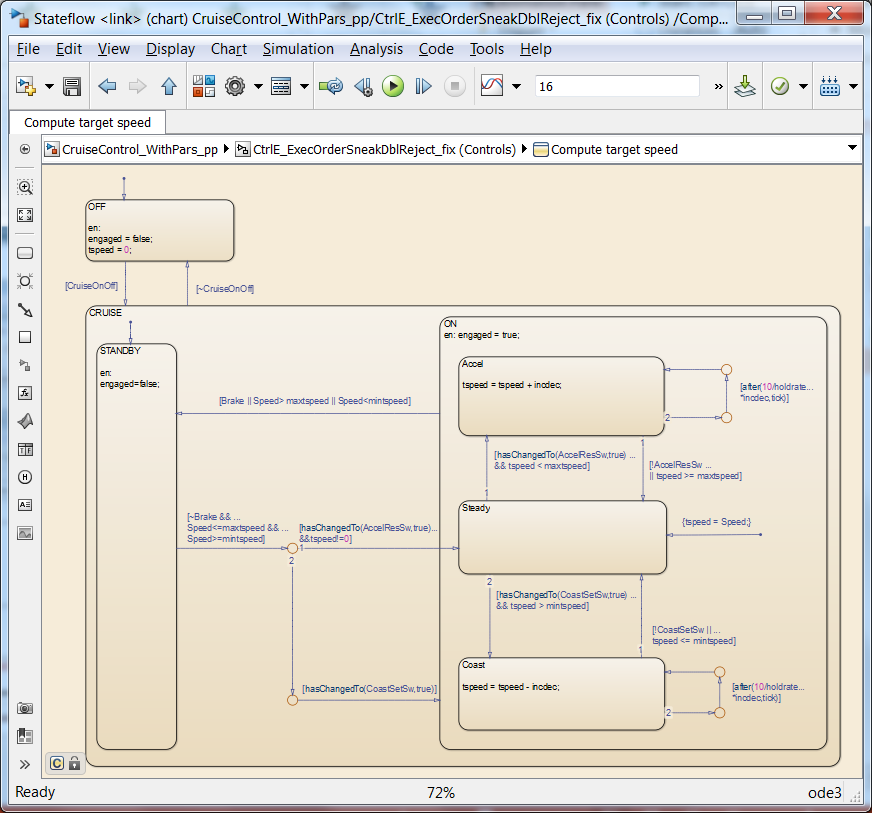 Stateflow <link> (chart) CruiseControl_WithPars_pp/CtrlE_ExecOrderSneakDblReject_fix (Controls) /Comp...
File Edit View Display Chart Simulation Analysis Code Tools Help
16
»
Compute target speed
CruiseControl_WithPars_pp CtrlE_ExecOrderSneakDblReject_fix (Controls) Compute target speed
OFF
en:
engaged = false;
tspeed = 0;
[CruiseOnOff]
[~CruiseOnOff]
CRUISE
STANDBY
en:
engaged=false;
ON
en: engaged = true;
Accel
tspeed = tspeed + incdec;
[after(10/holdrate...
*incdec,tick)]
2
[Brake || Speed> maxtspeed || Speed<mintspeed]
1
[hasChangedTo(AccelResSw,true) ...
&& tspeed < maxtspeed]
[!AccelResSw ...
|| tspeed >= maxtspeed]
1
Steady
{tspeed = Speed;}
[~Brake && ...
Speed<=maxtspeed && ...
Speed>=mintspeed]
[hasChangedTo(AccelResSw,true)...
&&tspeed!=0]
1
2
2
[hasChangedTo(CoastSetSw,true) ...
&& tspeed > mintspeed]
[!CoastSetSw || ...
tspeed <= mintspeed]
1
Coast
tspeed = tspeed - incdec;
[after(10/holdrate...
*incdec,tick)]
2
[hasChangedTo(CoastSetSw,true)]
Ready 72% ode3